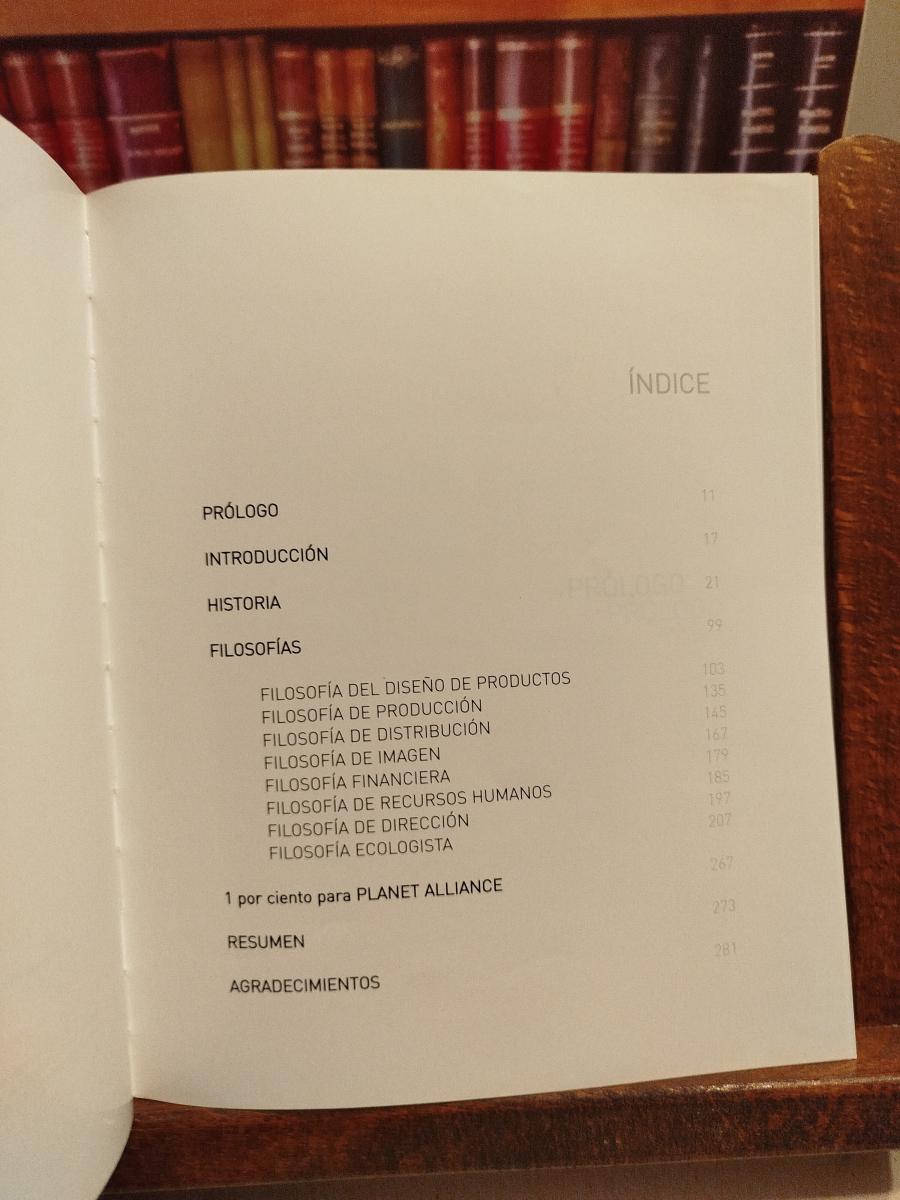 ÍNDICE
PRÓLOGO 11
INTRODUCCIÓN 17
HISTORIA 21
FILOSOFÍAS 99
FILOSOFÍA DEL DISEÑO DE PRODUCTOS 103
FILOSOFÍA DE PRODUCCIÓN 135
FILOSOFÍA DE DISTRIBUCIÓN 145
FILOSOFÍA DE IMAGEN 167
FILOSOFÍA FINANCIERA 179
FILOSOFÍA DE RECURSOS HUMANOS 185
FILOSOFÍA DE DIRECCIÓN 197
FILOSOFÍA ECOLOGISTA 207
1 por ciento para PLANET ALLIANCE 267
RESUMEN 273
AGRADECIMIENTOS 281
PRÓLOGO